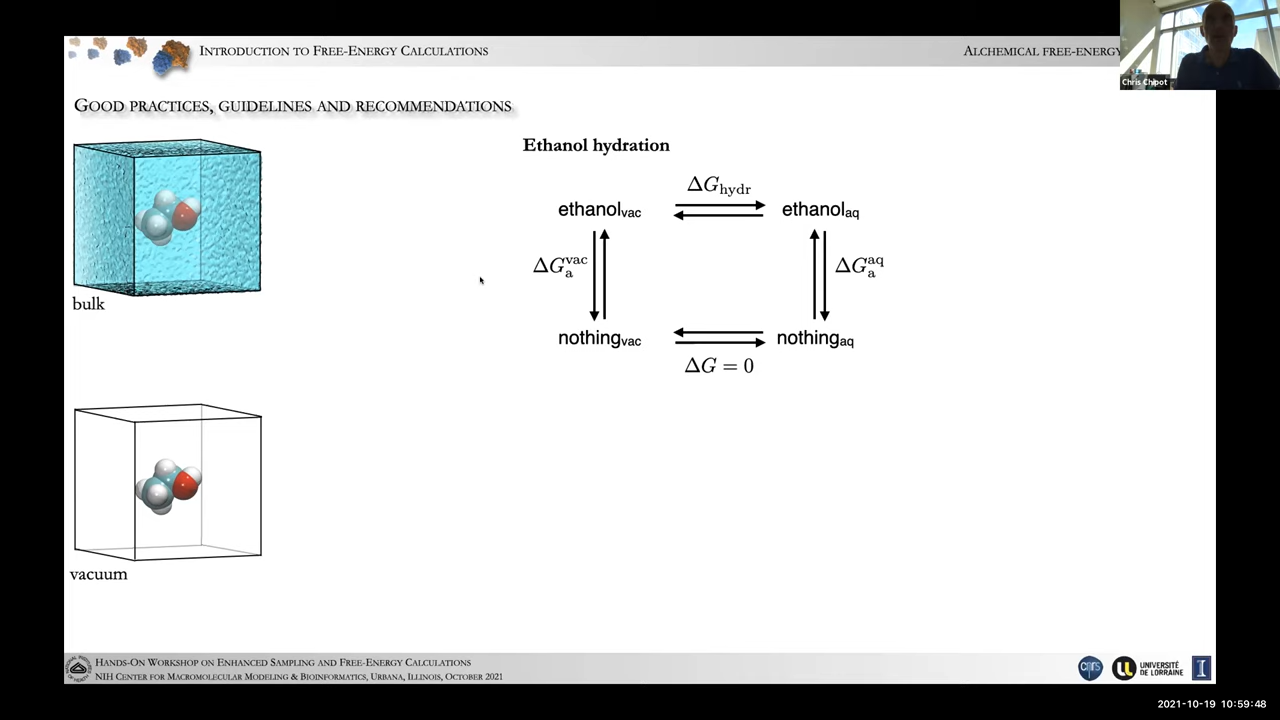 INTRODUCTION TO FREE-ENERGY CALCULATIONS
ALCHEMICAL FREE-ENERGY
Chris Chipot
GOOD PRACTICES, GUIDELINES AND RECOMMENDATIONS
Ethanol hydration
ΔG_hydr
ethanol_vac
ethanol_aq
ΔG_a^vac
ΔG_a^aq
nothing_vac
nothing_aq
ΔG = 0
bulk
vacuum
HANDS-ON WORKSHOP ON ENHANCED SAMPLING AND FREE-ENERGY CALCULATIONS
NIH CENTER FOR MACROMOLECULAR MODELING & BIOINFORMATICS, URBANA, ILLINOIS, OCTOBER 2021
cnrs
UNIVERSITÉ
DE LORRAINE
2021-10-19 10:59:48